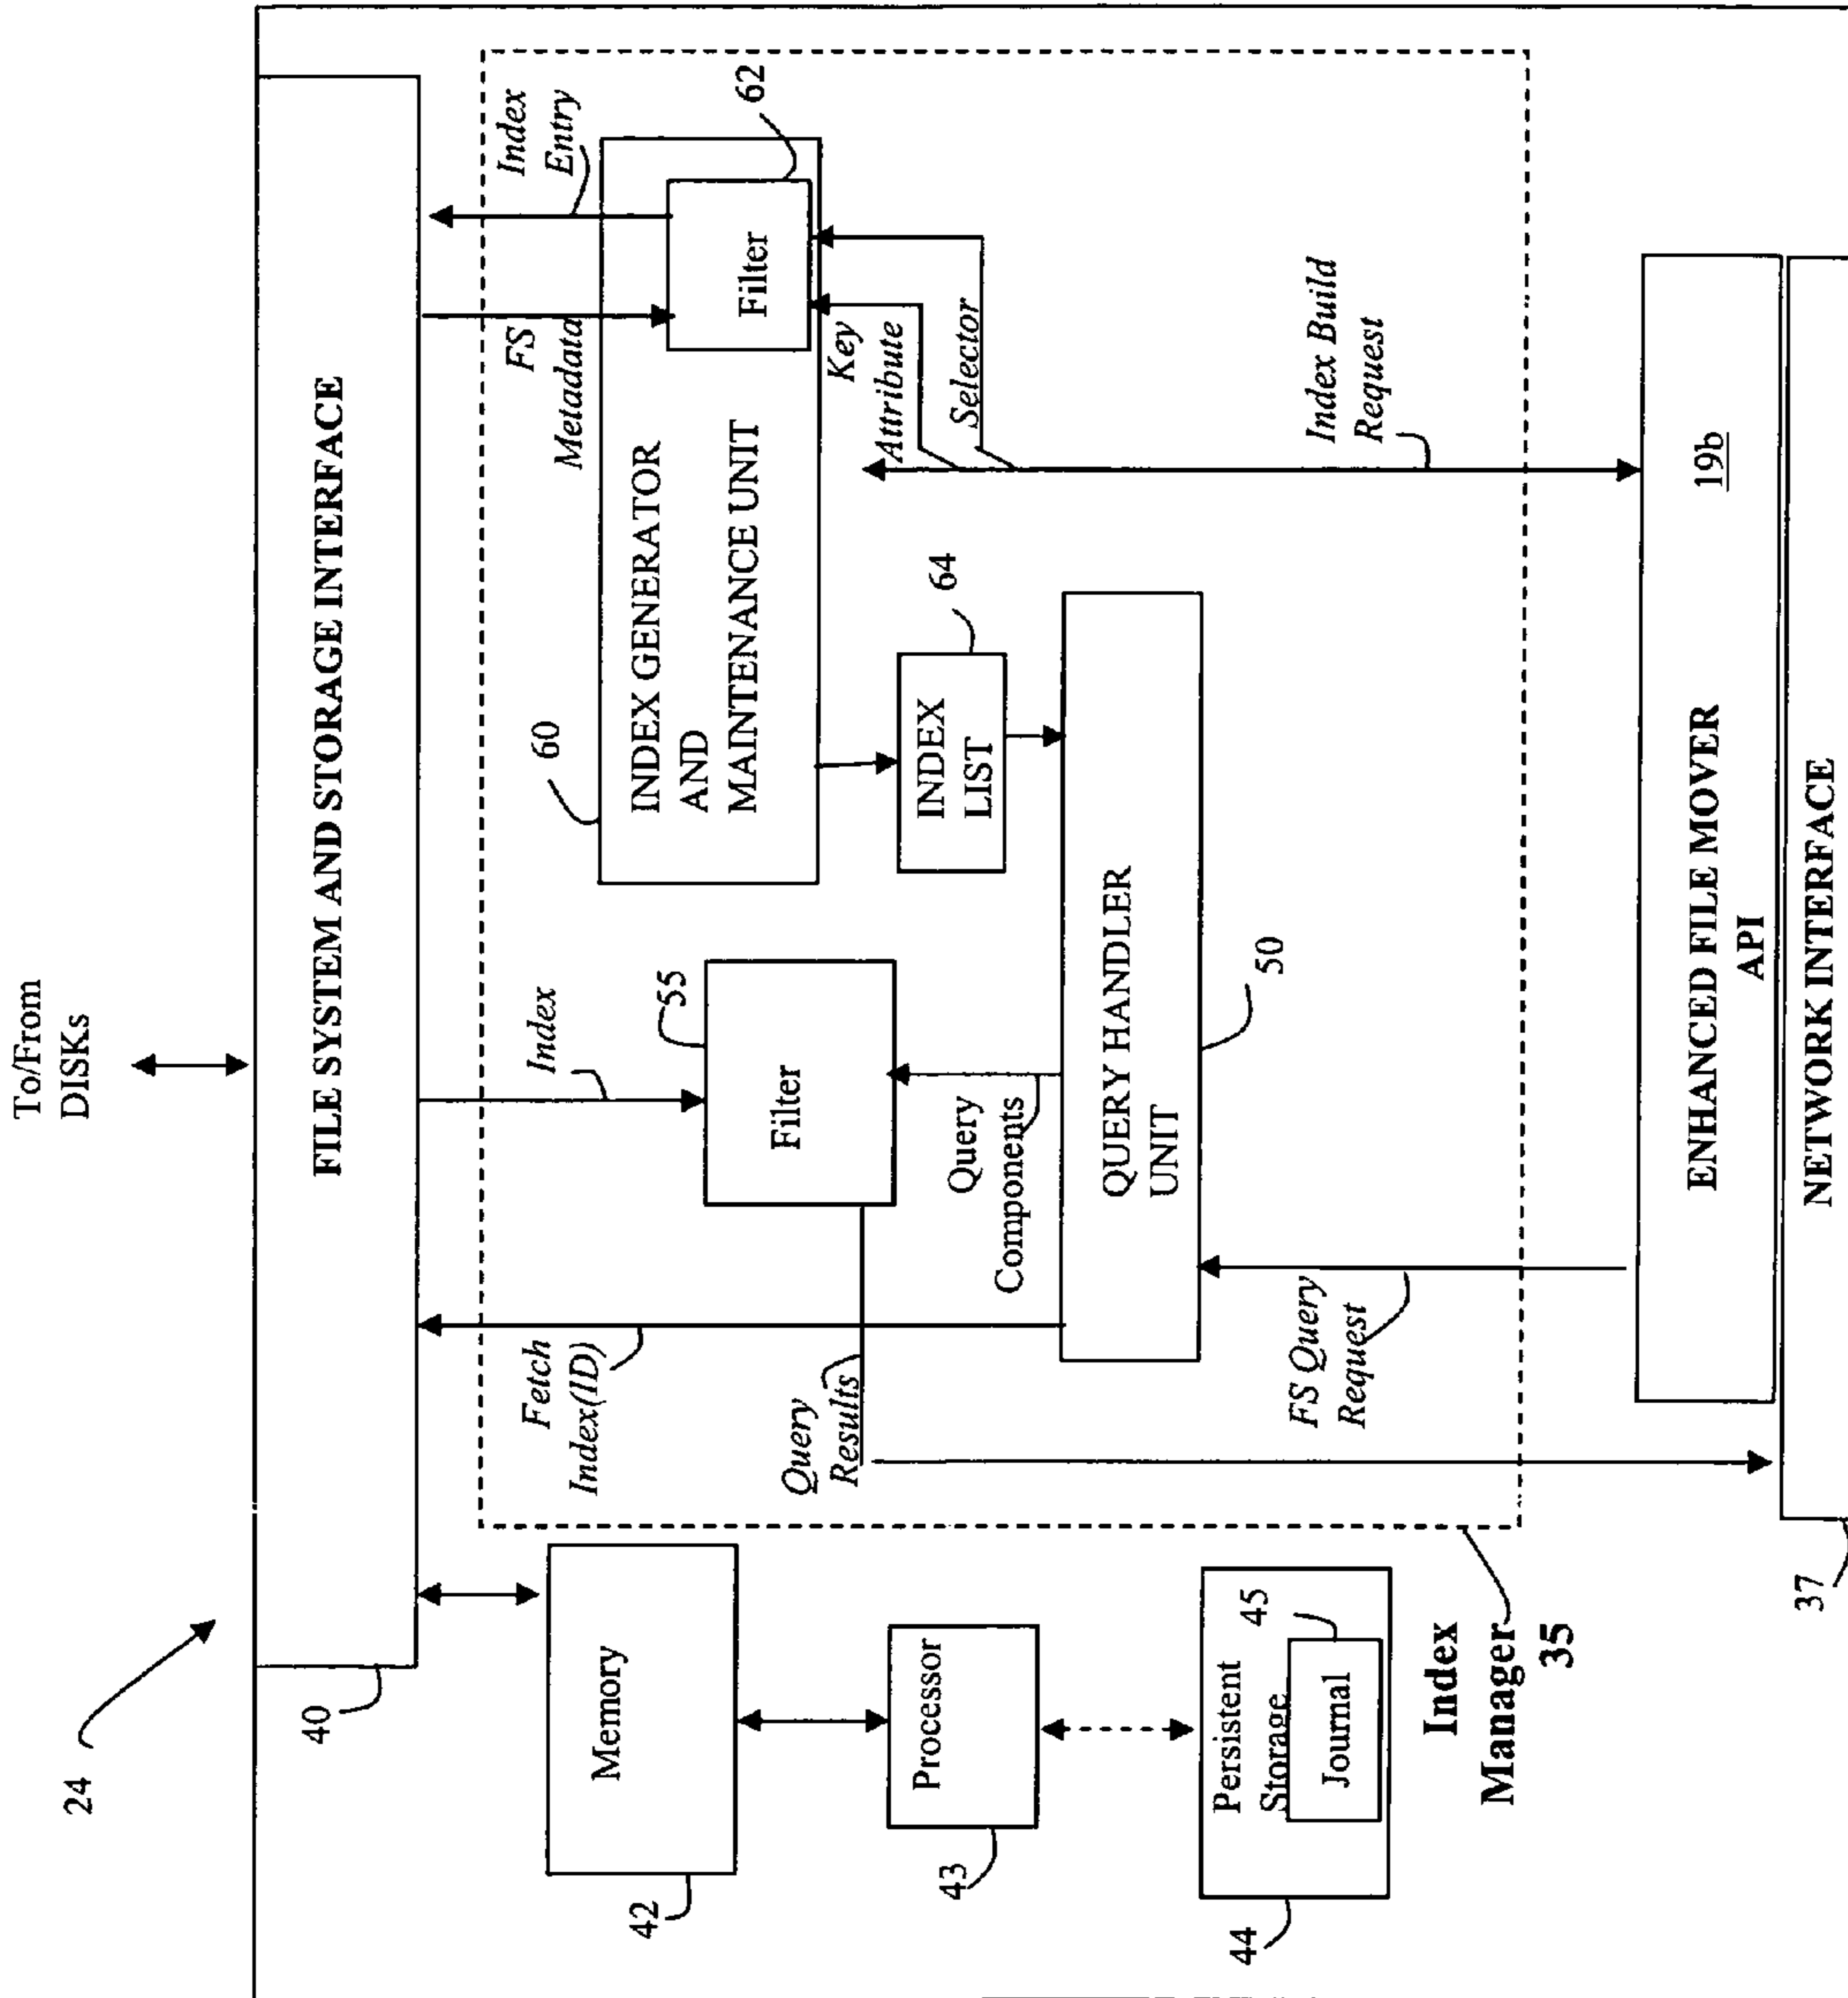 24
To/From
DISKs
40
FILE SYSTEM AND STORAGE INTERFACE
42
Memory
43
Processor
44
Persistent
Storage
45
Journal
Index
Manager
35
Fetch
Index(ID)
Index
FS
Metadata
Index
Entry
55
Filter
60
INDEX GENERATOR
AND
MAINTENANCE UNIT
Filter
62
Query
Results
Query
Components
INDEX
LIST
64
Key
Attribute
Selector
QUERY HANDLER
UNIT
50
FS Query
Request
Index Build
Request
ENHANCED FILE MOVER
API
19b
NETWORK INTERFACE
37